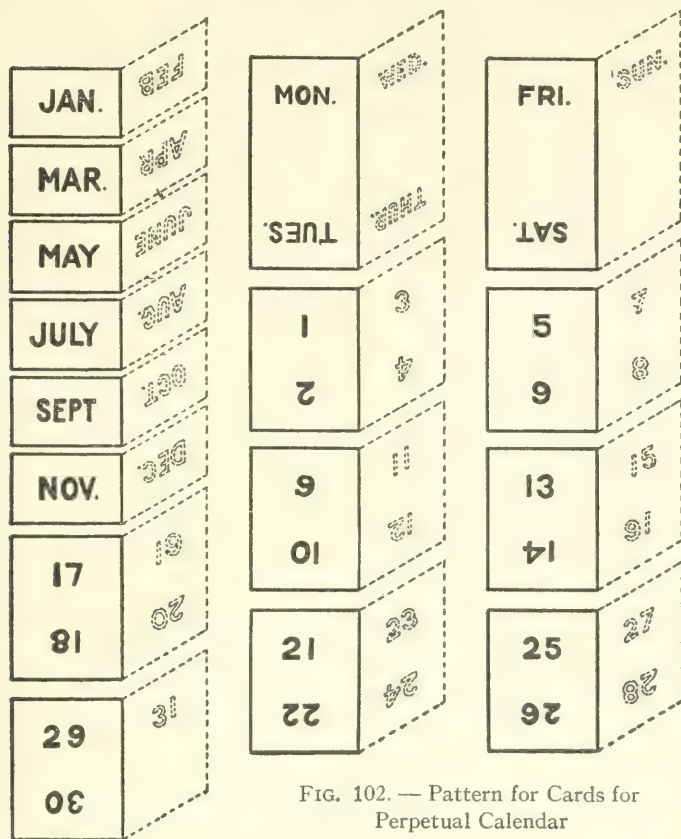 JAN. FEB
MAR. APR.
MAY JUNE
JULY AUG.
SEPT OCT.
NOV. DEC.
17 19
18 20
29 31
30
MON. WED.
TUES. THUR.
1 3
2 4
9 11
10 12
21 23
22 24
FRI. SUN.
SAT.
5 7
6 8
13 15
14 16
25 27
26 28
FIG. 102. — Pattern for Cards for
Perpetual Calendar